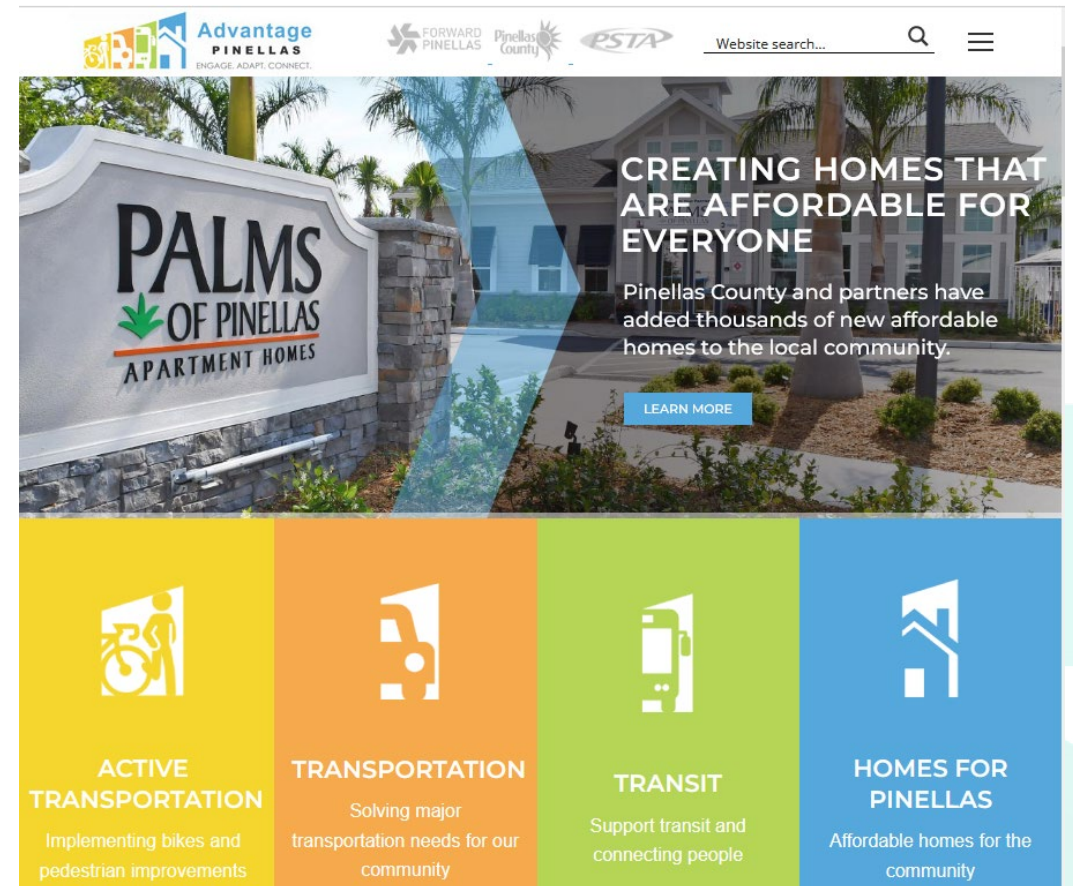 Advantage
PINELLAS
ENGAGE. ADAPT. CONNECT.
FORWARD
PINELLAS
Pinellas
County
PSTA
Website search...
PALMS
OF PINELLAS
APARTMENT HOMES
CREATING HOMES THAT
ARE AFFORDABLE FOR
EVERYONE
Pinellas County and partners have
added thousands of new affordable
homes to the local community.
LEARN MORE
ACTIVE
TRANSPORTATION
Implementing bikes and
pedestrian improvements
TRANSPORTATION
Solving major
transportation needs for our
community
TRANSIT
Support transit and
connecting people
HOMES FOR
PINELLAS
Affordable homes for the
community